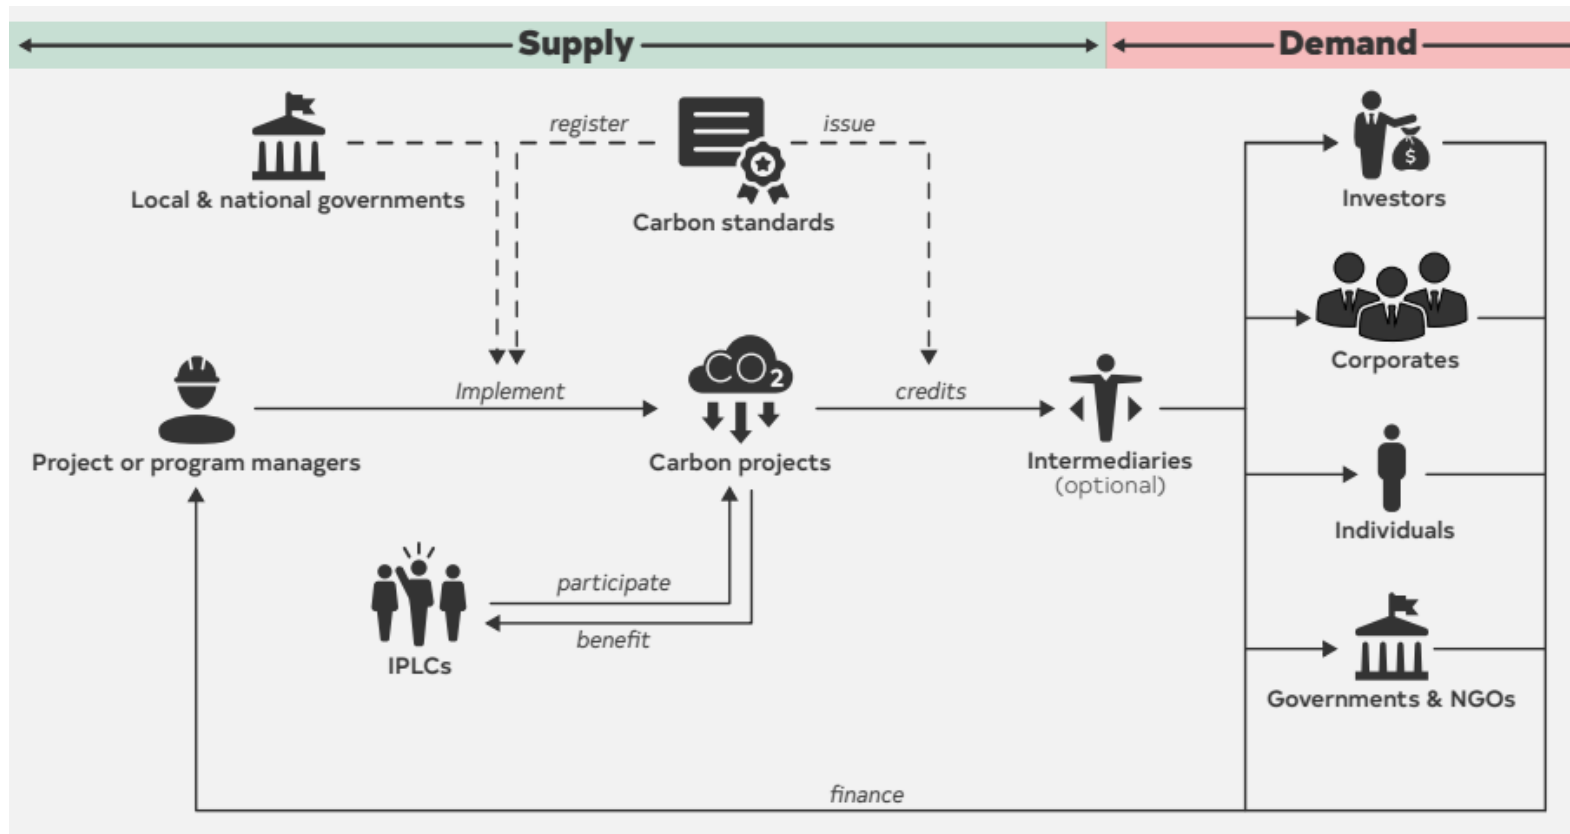 Supply
Demand
register
issue
Local & national governments
Carbon standards
Investors
Corporates
CO2
Implement
credits
Project or program managers
Carbon projects
Intermediaries
(optional)
$
Individuals
participate
benefit
IPLCs
Governments & NGOs
finance